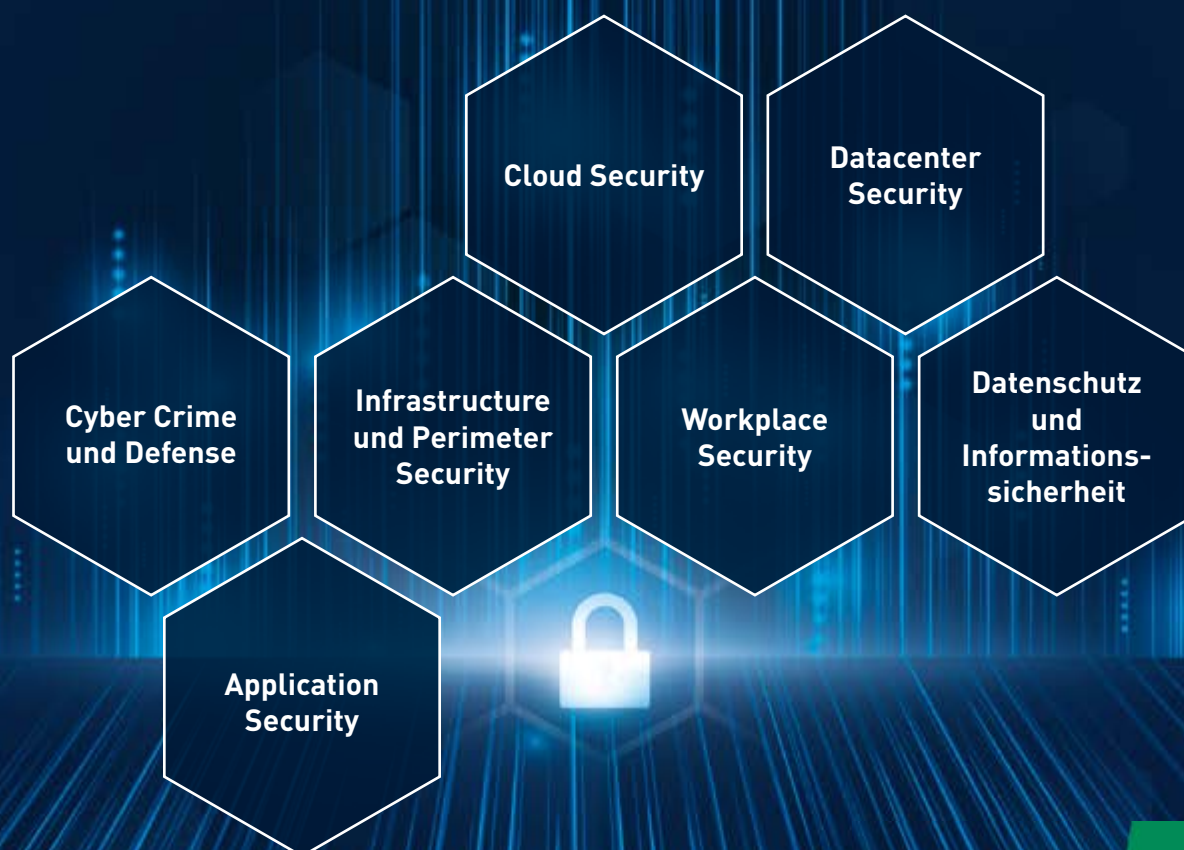 Cloud Security
Datacenter
Security
Cyber Crime
und Defense
Infrastructure
und Perimeter
Security
Workplace
Security
Datenschutz
und
Informations-
sicherheit
Application
Security